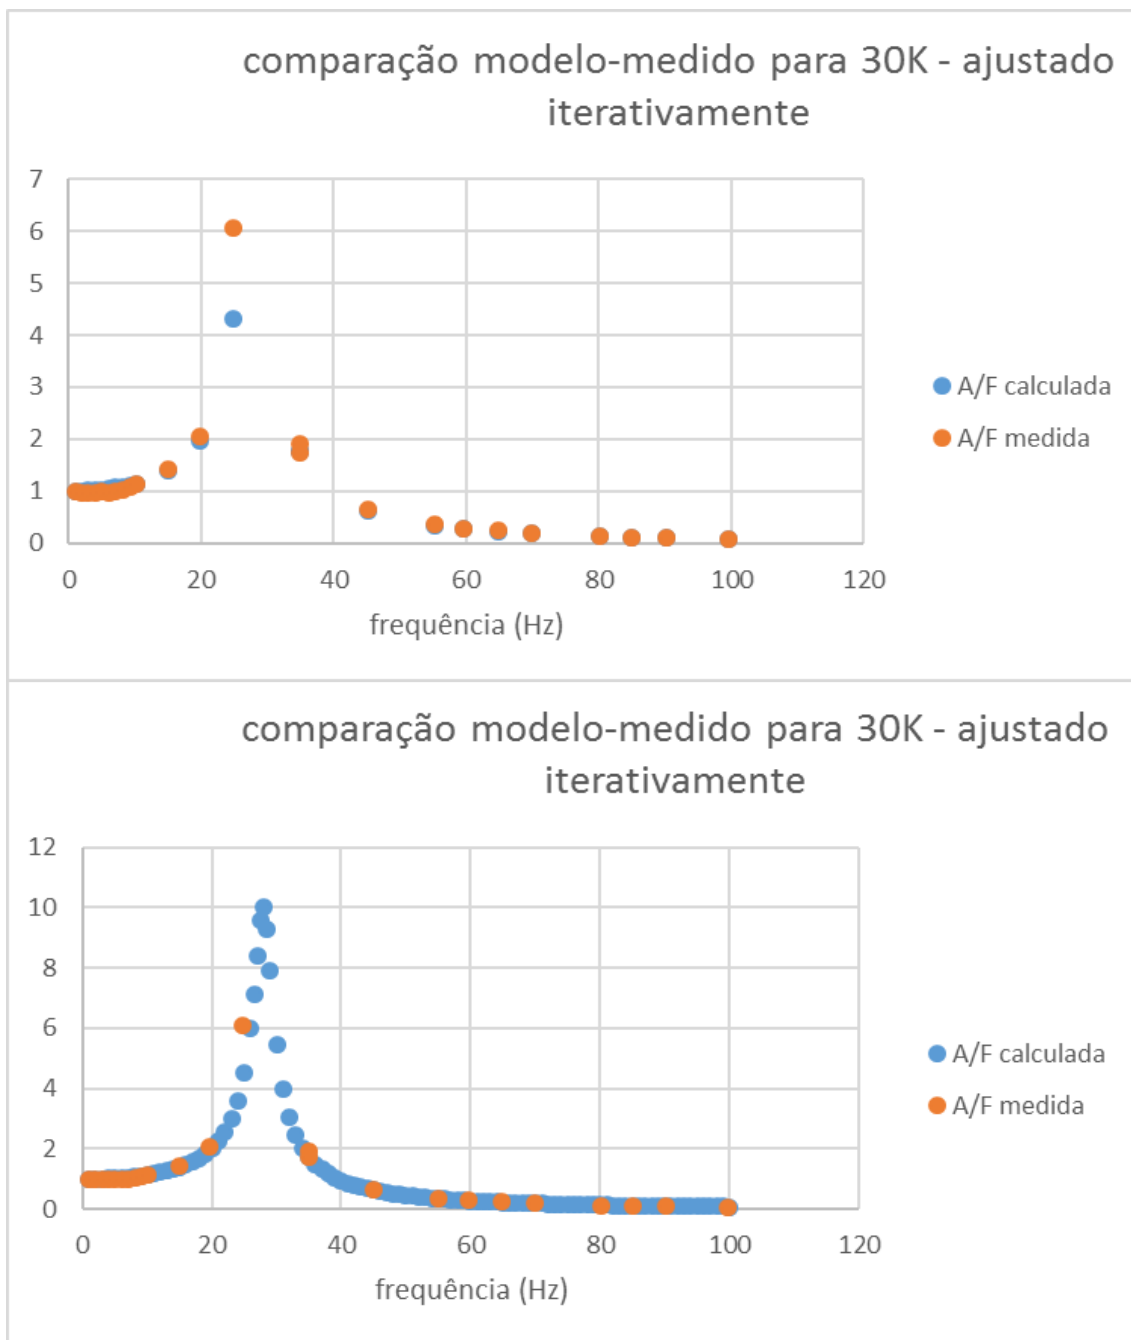 comparação modelo-medido para 30K - ajustado
iterativamente
7
6
5
4
3
2
1
0
0 20 40 60 80 100 120
frequência (Hz)
A/F calculada
A/F medida
comparação modelo-medido para 30K - ajustado
iterativamente
12
10
8
6
4
2
0
0 20 40 60 80 100 120
frequência (Hz)
A/F calculada
A/F medida